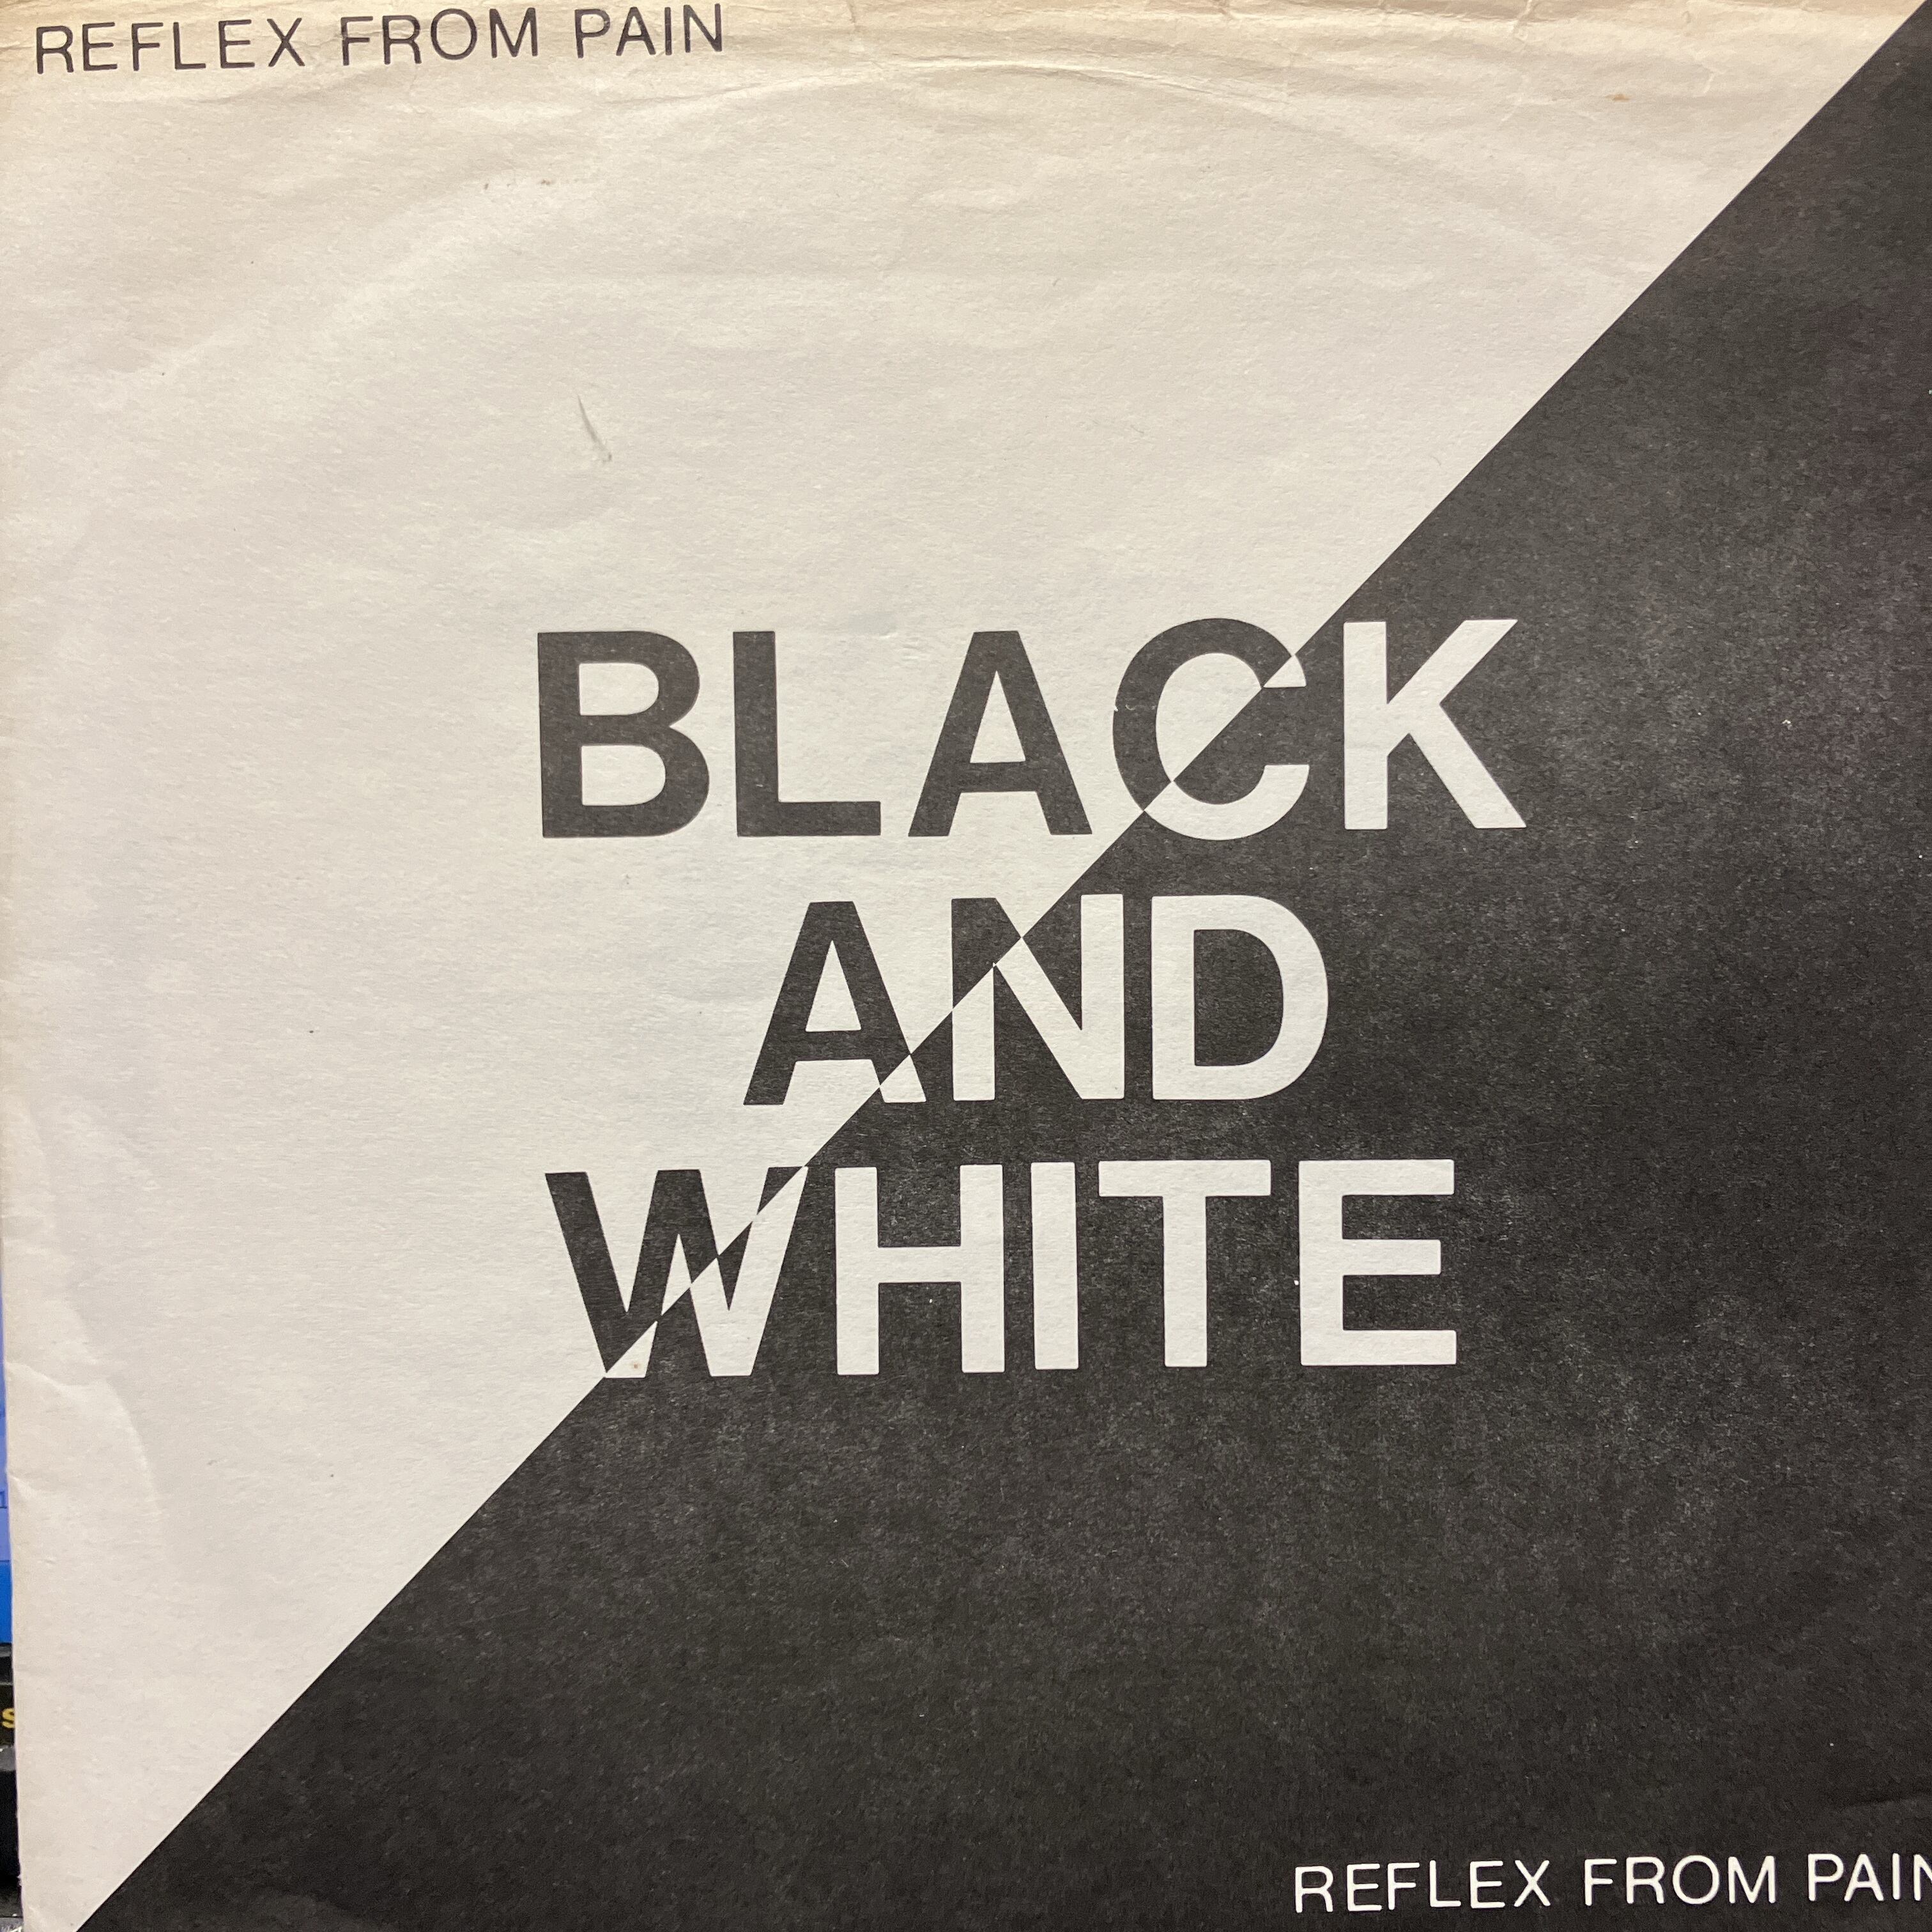 REFLEX FROM PAIN
BLACK
AND
WHITE
REFLEX FROM PAIN